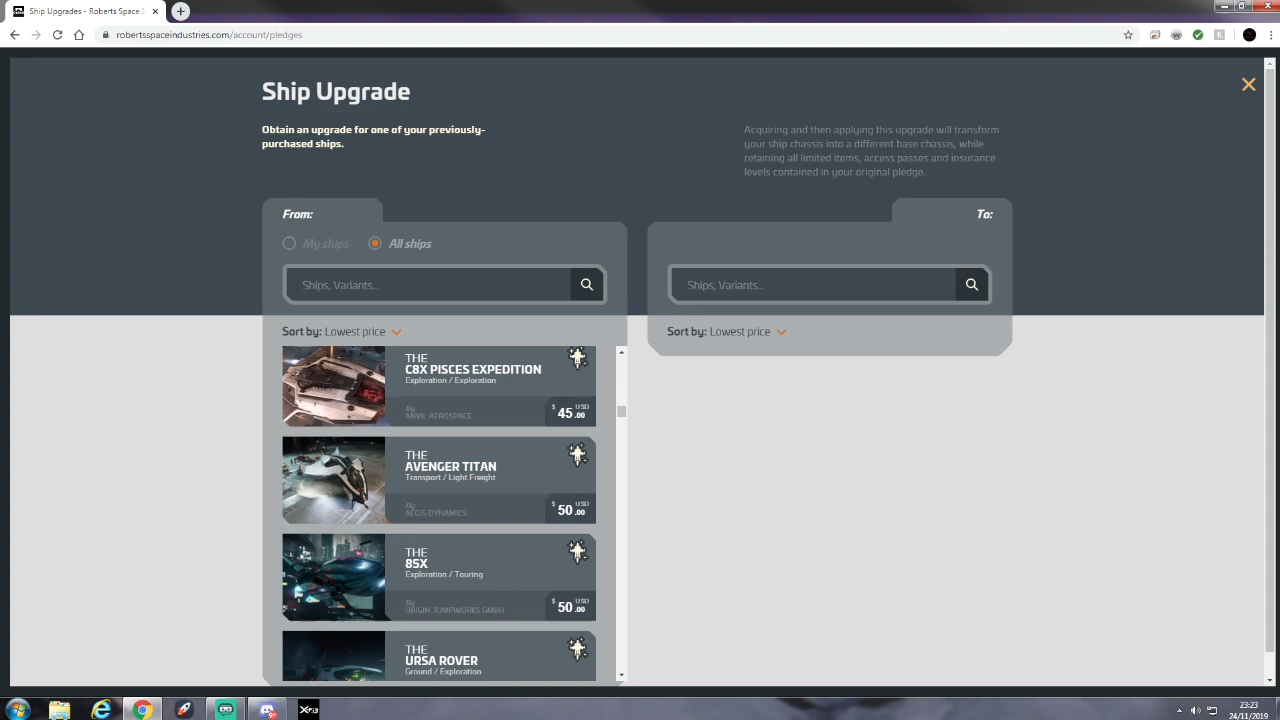 Ship Upgrades - Roberts Space I
robertsspaceindustries.com/account/pledges
Ship Upgrade
Obtain an upgrade for one of your previously-
purchased ships.
Acquiring and then applying this upgrade will transform
your ship chassis into a different base chassis, while
retaining all limited items, access passes and insurance
levels contained in your original pledge.
From:
My ships
All ships
Ships, Variants...
Sort by: Lowest price
THE
C8X PISCES EXPEDITION
Exploration / Exploration
By
ANVIL AEROSPACE
$ 45 .00 USD
THE
AVENGER TITAN
Transport / Light Freight
By
AEGIS DYNAMICS
$ 50 .00 USD
THE
85X
Exploration / Touring
By
ORIGIN JUMPWORKS GMBH
$ 50 .00 USD
THE
URSA ROVER
Ground / Exploration
To:
Ships, Variants...
Sort by: Lowest price
23:23
24/11/2019